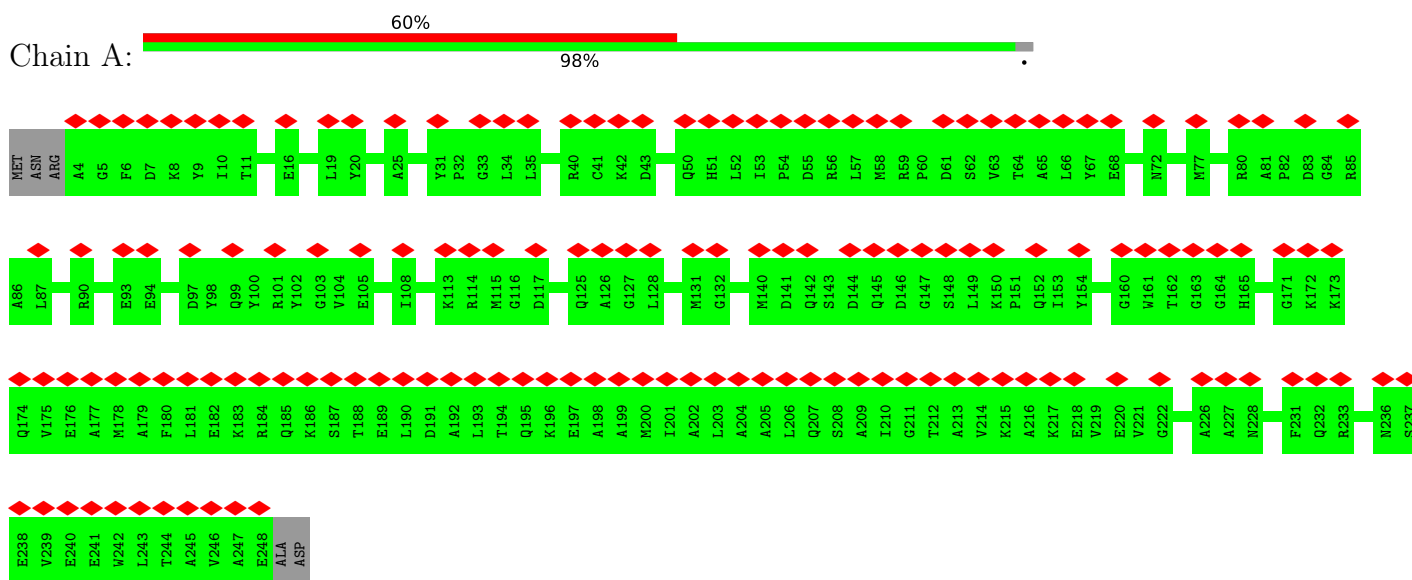 60%
Chain A:
98%
.
MET ASN ARG A4 G5 F6 D7 K8 Y9 I10 T11 E16 L19 Y20 A25 Y31 P32 G33 L34 L35 R40 C41 K42 D43 Q50 H51 L52 I53 P54 D55 R56 L57 M58 R59 P60 D61 S62 V63 T64 A65 L66 Y67 E68 N72 M77 R80 A81 P82 D83 G84 R85
A86 L87 R90 E93 E94 D97 Y98 Q99 Y100 R101 Y102 G103 V104 E105 I108 K113 R114 M115 G116 D117 Q125 A126 G127 L128 M131 G132 M140 D141 Q142 S143 D144 Q145 D146 G147 S148 L149 K150 P151 Q152 I153 Y154 G160 W161 T162 G163 G164 H165 G171 K172 K173
Q174 V175 E176 A177 M178 A179 F180 L181 E182 K183 R184 Q185 K186 S187 T188 E189 L190 D191 A192 L193 T194 Q195 K196 E197 A198 A199 M200 I201 A202 L203 A204 A205 L206 Q207 S208 A209 I210 G211 T212 A213 V214 K215 A216 K217 E218 V219 E220 V221 G222 A226 A227 N228 F231 Q232 R233 N236 S237
E238 V239 E240 E241 W242 L243 T244 A245 V246 A247 E248 ALA ASP